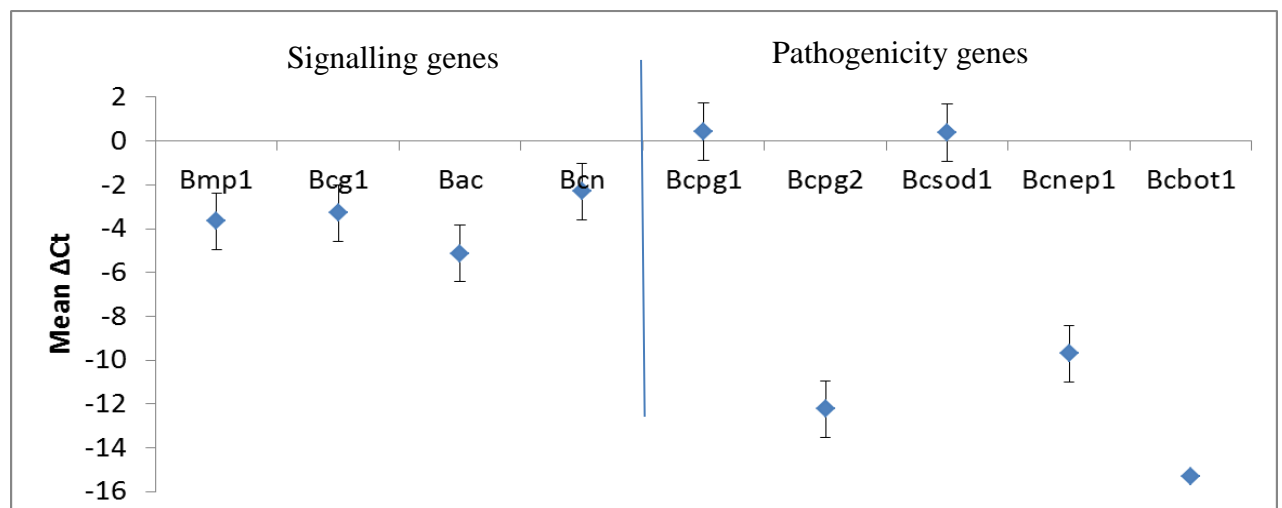 Signalling genes
Pathogenicity genes
Mean ΔCt
2
0
-2
-4
-6
-8
-10
-12
-14
-16
Bmp1 Bcg1 Bac Bcn Bcpg1 Bcpg2 Bcsod1 Bcnep1 Bcbot1